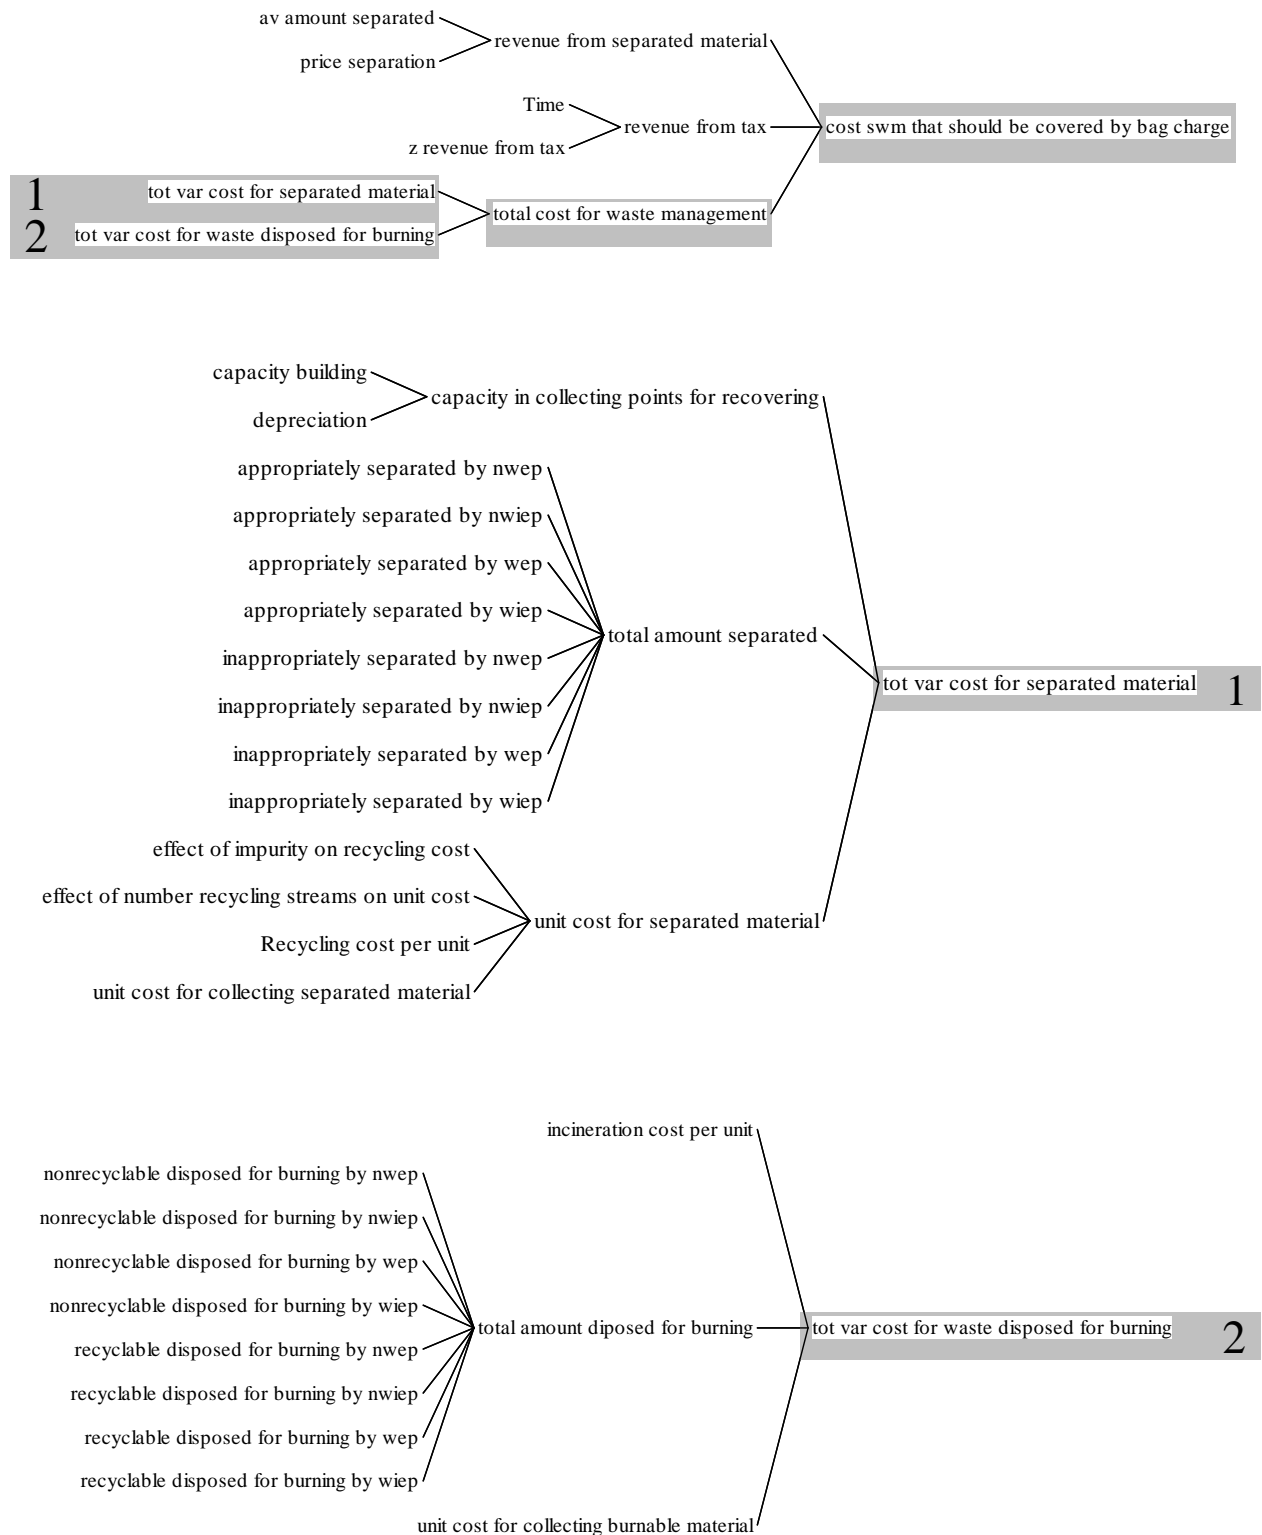 av amount separated
revenue from separated material
price separation
Time
revenue from tax
cost swm that should be covered by bag charge
z revenue from tax
1 tot var cost for separated material
total cost for waste management
2 tot var cost for waste disposed for burning
capacity building
capacity in collecting points for recovering
depreciation
appropriately separated by nwep
appropriately separated by nwiep
appropriately separated by wep
appropriately separated by wiep
total amount separated
inappropriately separated by nwep
tot var cost for separated material 1
inappropriately separated by nwiep
inappropriately separated by wep
inappropriately separated by wiep
effect of impurity on recycling cost
effect of number recycling streams on unit cost
unit cost for separated material
Recycling cost per unit
unit cost for collecting separated material
incineration cost per unit
nonrecyclable disposed for burning by nwep
nonrecyclable disposed for burning by nwiep
nonrecyclable disposed for burning by wep
nonrecyclable disposed for burning by wiep
total amount diposed for burning
tot var cost for waste disposed for burning 2
recyclable disposed for burning by nwep
recyclable disposed for burning by nwiep
recyclable disposed for burning by wep
recyclable disposed for burning by wiep
unit cost for collecting burnable material